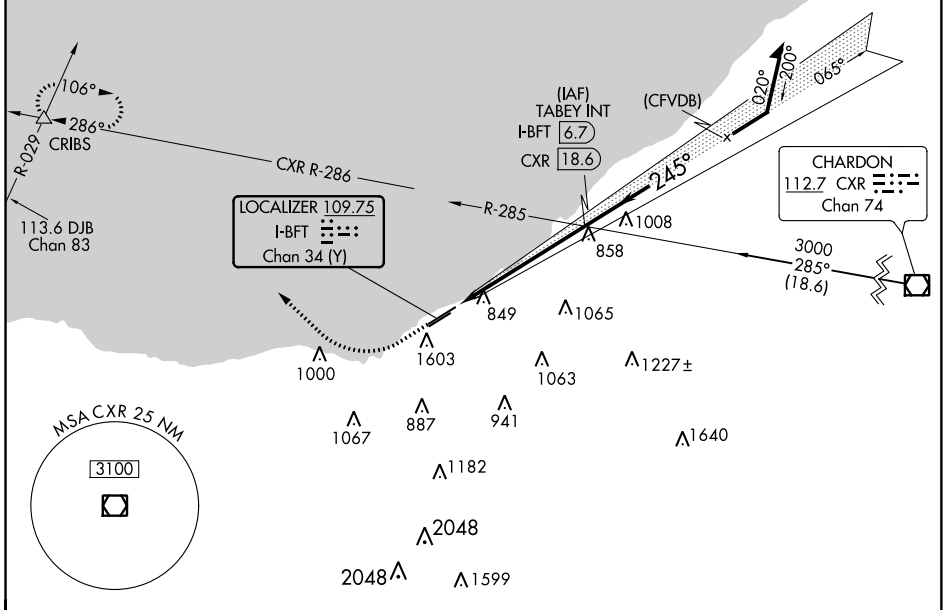 106°
286°
CRIBS
R-029
113.6 DJB
Chan 83
CXR R-286
LOCALIZER 109.75
I-BFT
Chan 34 (Y)
(IAF)
TABEY INT
I-BFT 6.7
CXR 18.6
(CFVDB)
020°
200°
065°
245°
R-285
CHARDON
112.7 CXR
Chan 74
3000
285°
(18.6)
1008
858
849
1065
1603
1000
1063
1227±
1067
887
941
1640
1182
2048
2048
1599
MSA CXR 25 NM
3100